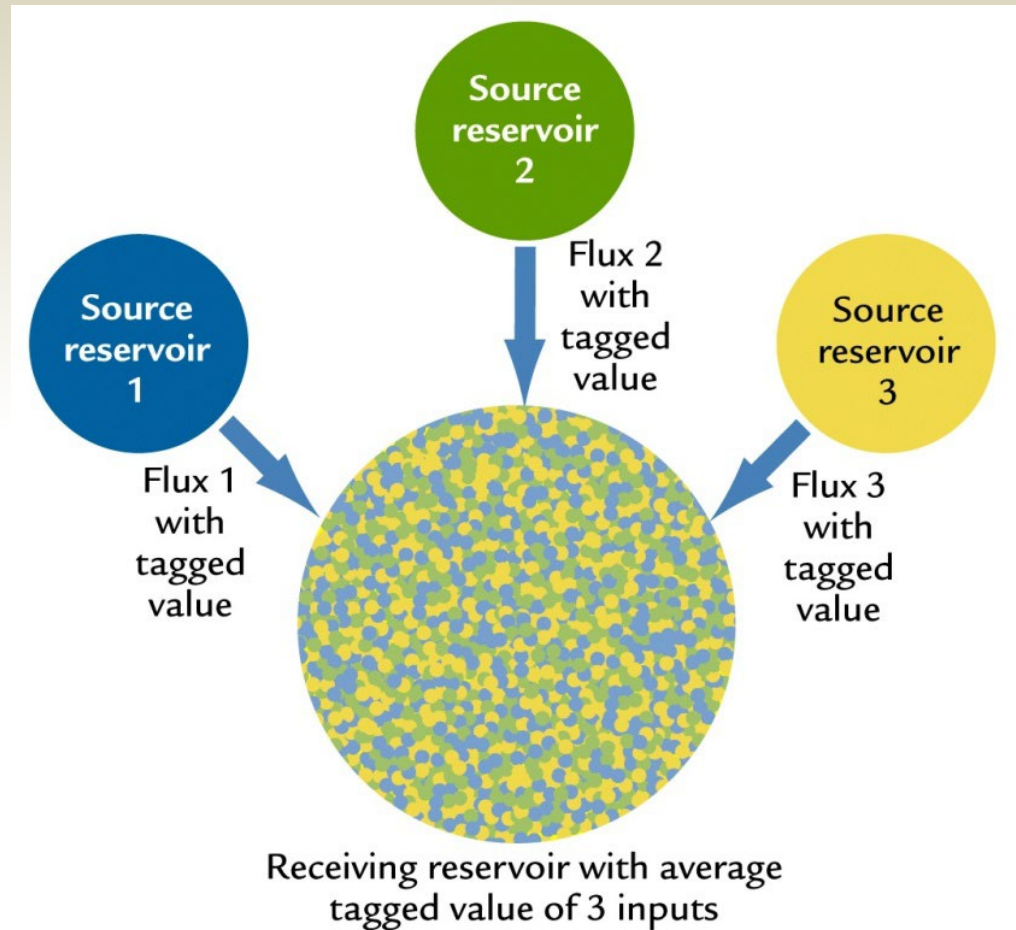 Source
reservoir
2
Source
reservoir
1
Source
reservoir
3
Flux 2
with
tagged
value
Flux 1
with
tagged
value
Flux 3
with
tagged
value
Receiving reservoir with average
tagged value of 3 inputs